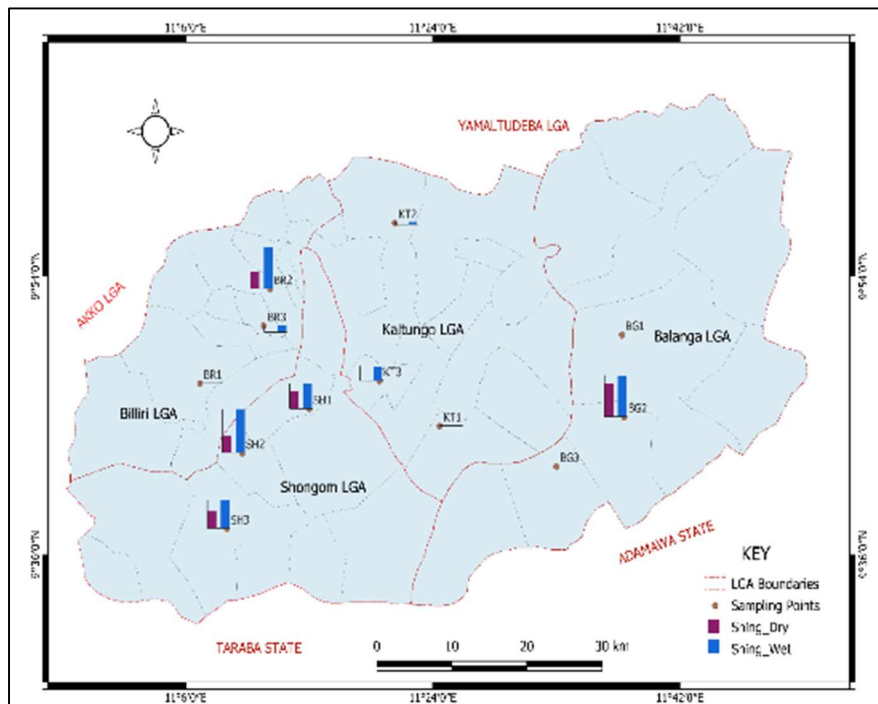 11°6'0"E 11°24'0"E 11°42'0"E
YAMALTUDEBA LGA
KT2
9°54'0"N 9°54'0"N
BR2
AKKO LGA
BR3
Kaltungo LGA
BG1
Balanga LGA
KT3
BR1
SH1
Billiri LGA
BG2
KT1
SH2
BG3
Shongom LGA
SH3
ADAMAWA STATE
9°36'0"N 9°36'0"N
KEY
LGA Boundaries
Sampling Points
Shing_Dry
Shing_Wet
TARABA STATE
0 10 20 30 km
11°6'0"E 11°24'0"E 11°42'0"E